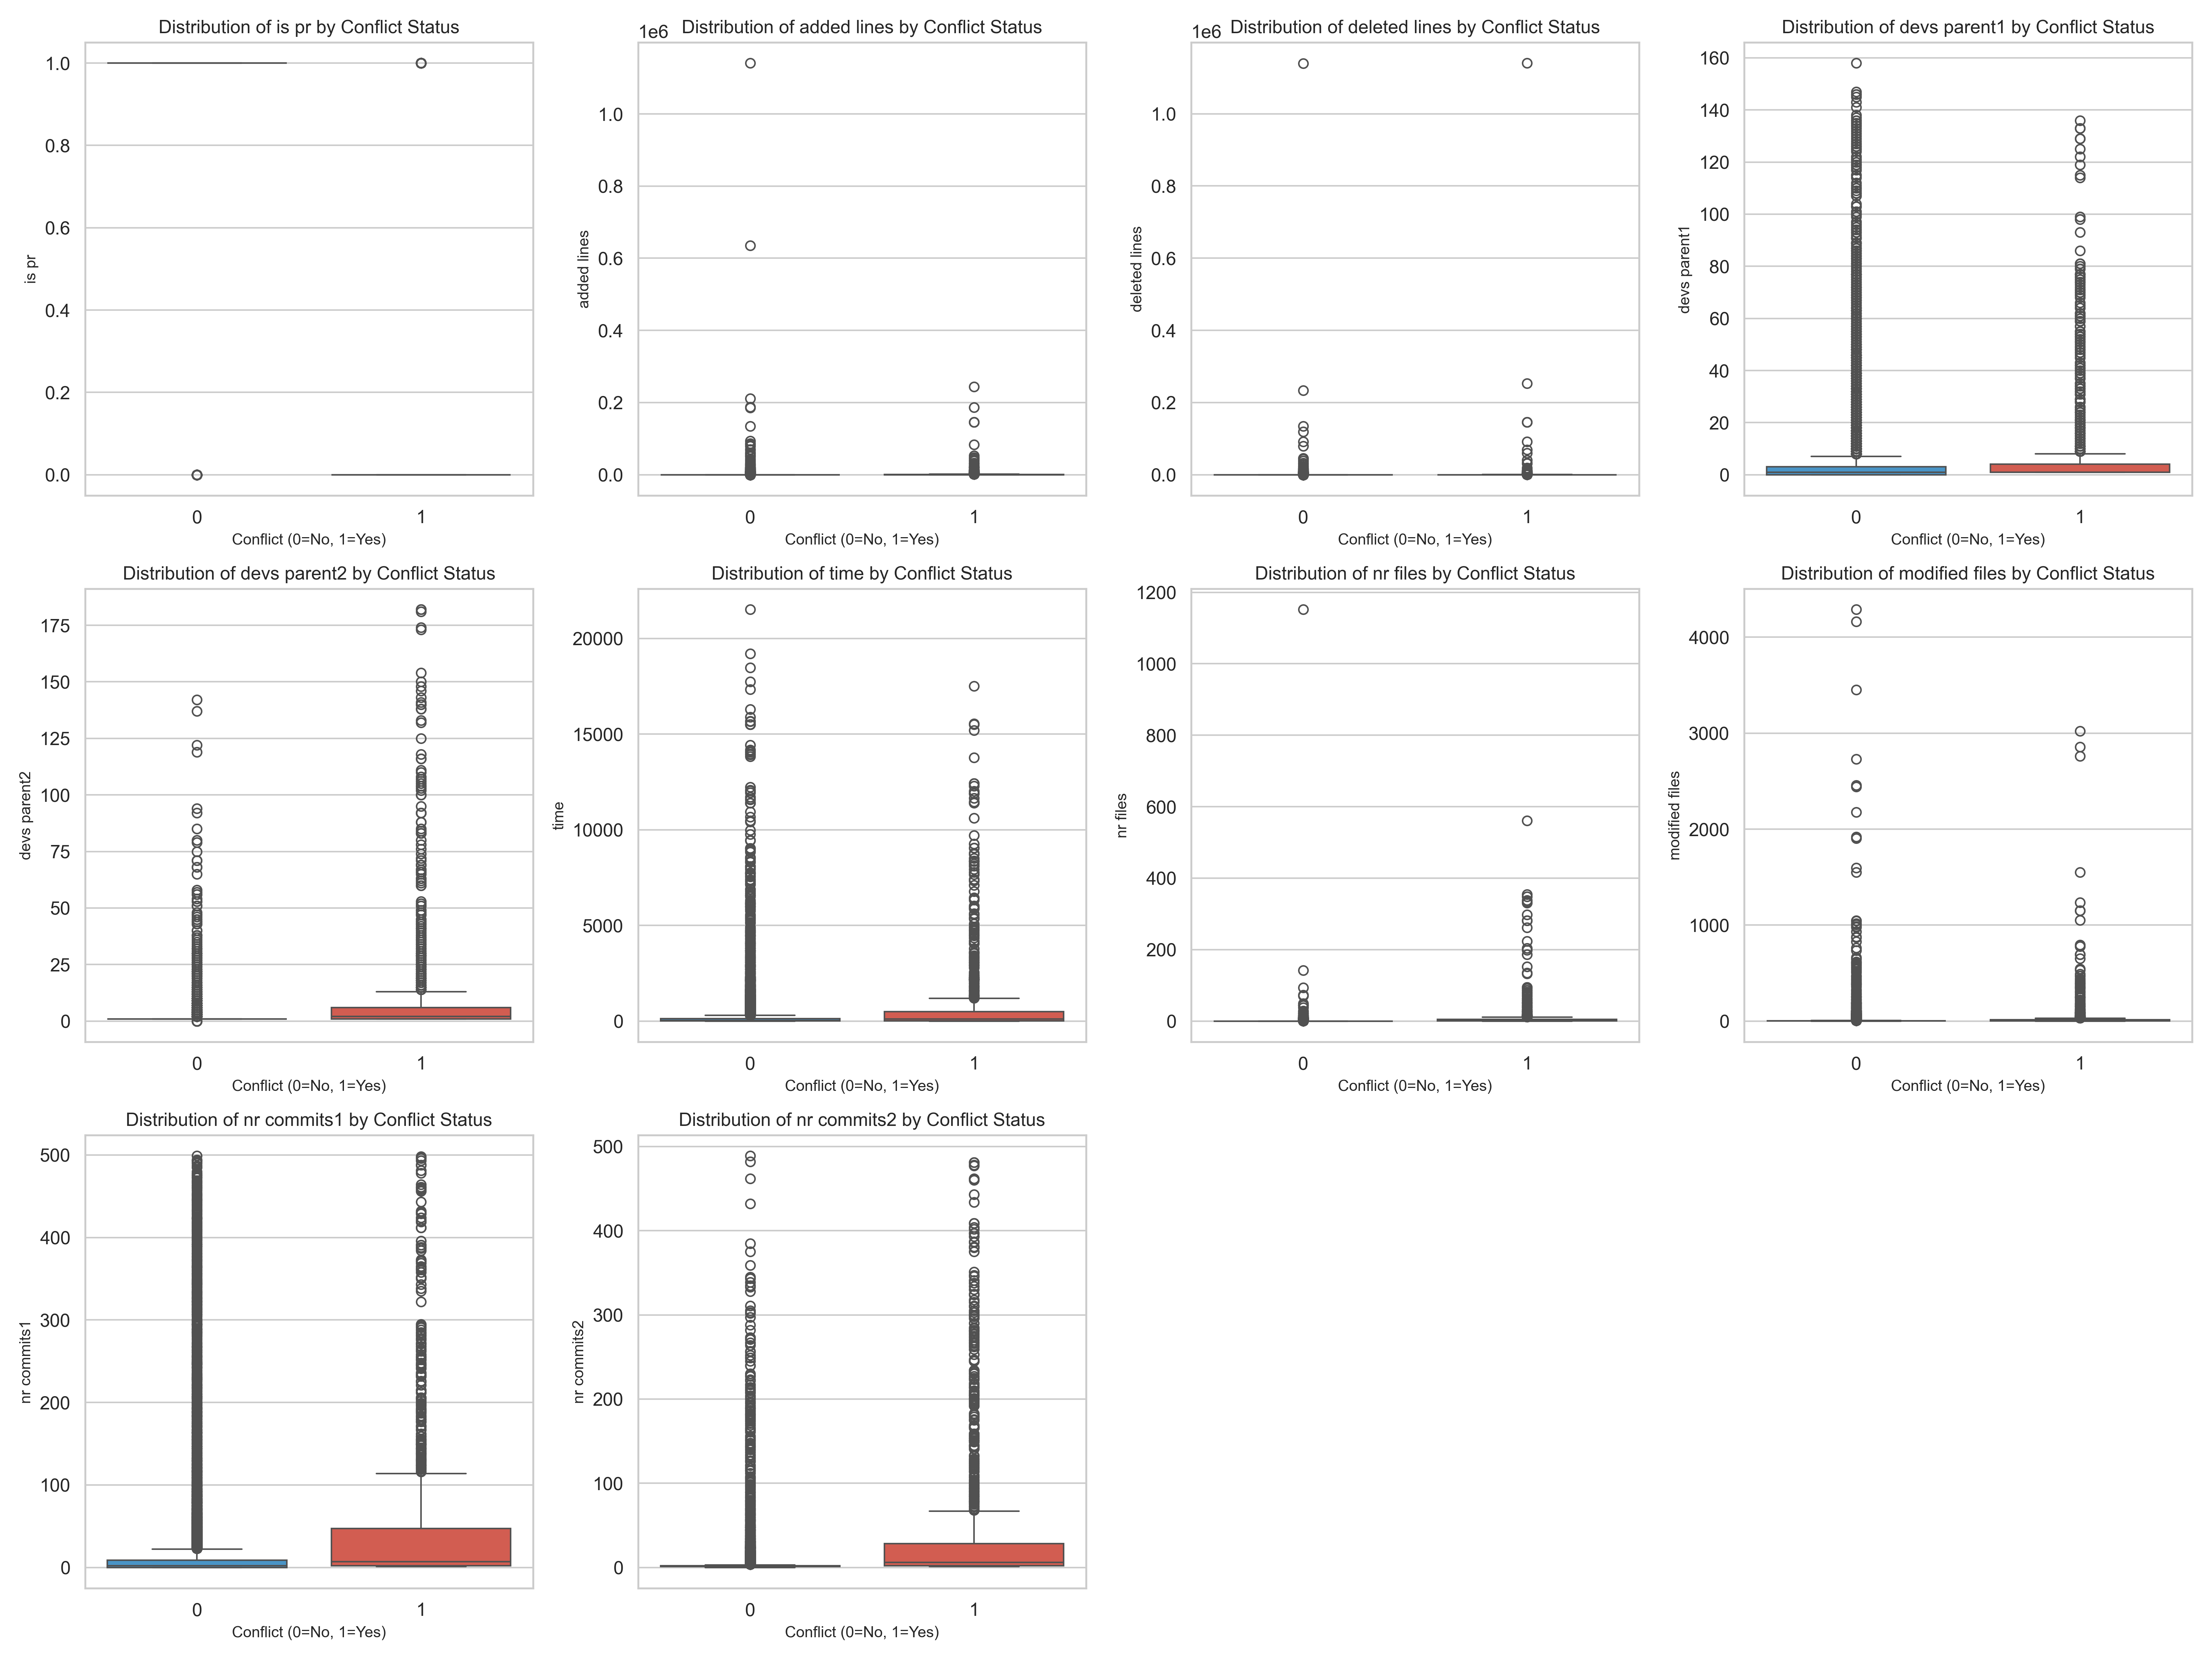 Distribution of is pr by Conflict Status
is pr
1.0
0.8
0.6
0.4
0.2
0.0
0 1
Conflict (0=No, 1=Yes)
1e6 Distribution of added lines by Conflict Status
added lines
1.0
0.8
0.6
0.4
0.2
0.0
0 1
Conflict (0=No, 1=Yes)
1e6 Distribution of deleted lines by Conflict Status
deleted lines
1.0
0.8
0.6
0.4
0.2
0.0
0 1
Conflict (0=No, 1=Yes)
Distribution of devs parent1 by Conflict Status
devs parent1
160
140
120
100
80
60
40
20
0
0 1
Conflict (0=No, 1=Yes)
Distribution of devs parent2 by Conflict Status
devs parent2
175
150
125
100
75
50
25
0
0 1
Conflict (0=No, 1=Yes)
Distribution of time by Conflict Status
time
20000
15000
10000
5000
0
0 1
Conflict (0=No, 1=Yes)
Distribution of nr files by Conflict Status
nr files
1200
1000
800
600
400
200
0
0 1
Conflict (0=No, 1=Yes)
Distribution of modified files by Conflict Status
modified files
4000
3000
2000
1000
0
0 1
Conflict (0=No, 1=Yes)
Distribution of nr commits1 by Conflict Status
nr commits1
500
400
300
200
100
0
0 1
Conflict (0=No, 1=Yes)
Distribution of nr commits2 by Conflict Status
nr commits2
500
400
300
200
100
0
0 1
Conflict (0=No, 1=Yes)